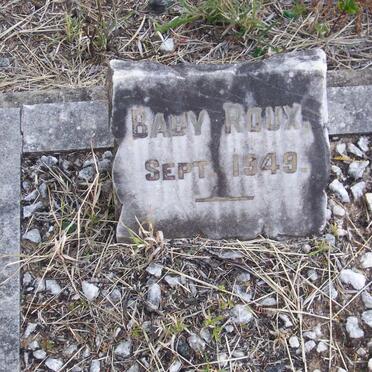 BABY ROUX.
SEPT. 1949.